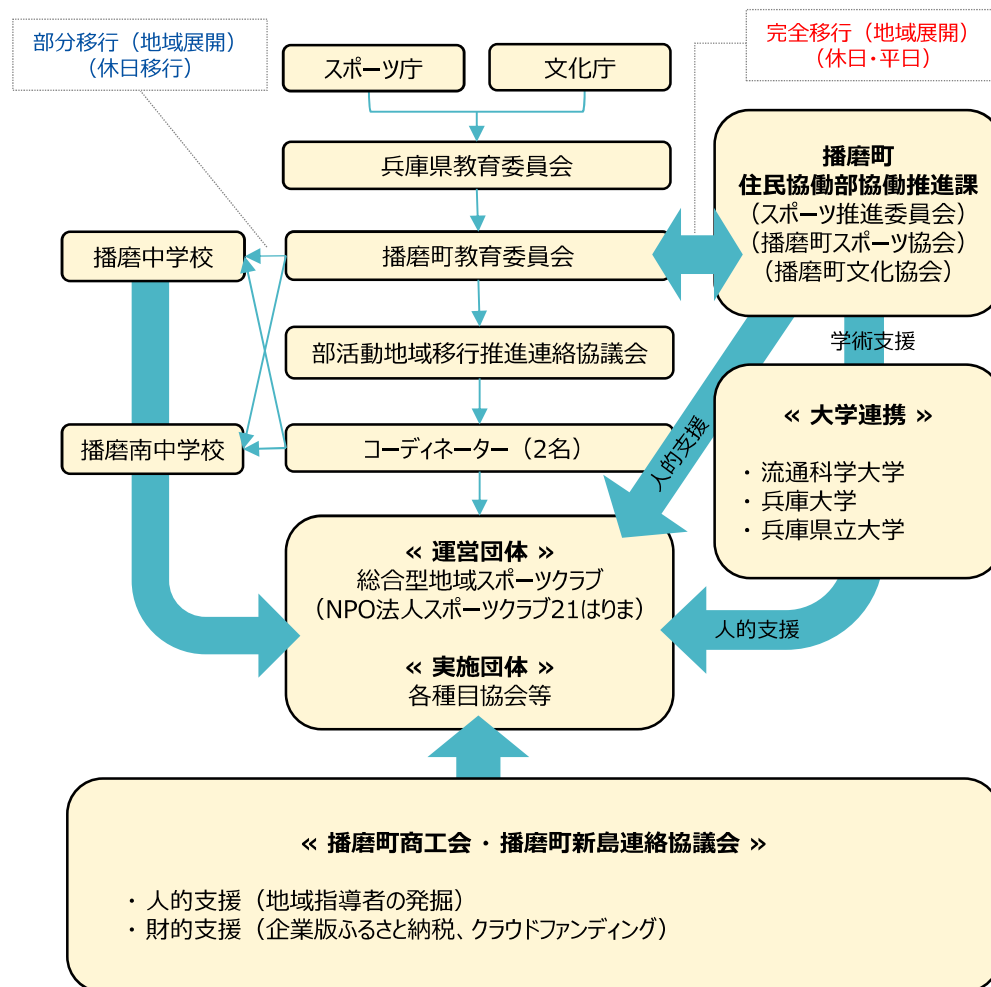 部分移行（地域展開）
（休日移行）
完全移行（地域展開）
（休日・平日）
スポーツ庁
文化庁
兵庫県教育委員会
播磨町
住民協働部協働推進課
（スポーツ推進委員会）
（播磨町スポーツ協会）
（播磨町文化協会）
播磨中学校
播磨町教育委員会
学術支援
部活動地域移行推進連絡協議会
播磨南中学校
コーディネーター（2名）
人的支援
« 大学連携 »
・ 流通科学大学
・ 兵庫大学
・ 兵庫県立大学
« 運営団体 »
総合型地域スポーツクラブ
（NPO法人スポーツクラブ21はりま）
« 実施団体 »
各種目協会等
人的支援
« 播磨町商工会 ・ 播磨町新島連絡協議会 »
・ 人的支援（地域指導者の発掘）
・ 財的支援（企業版ふるさと納税、クラウドファンディング）